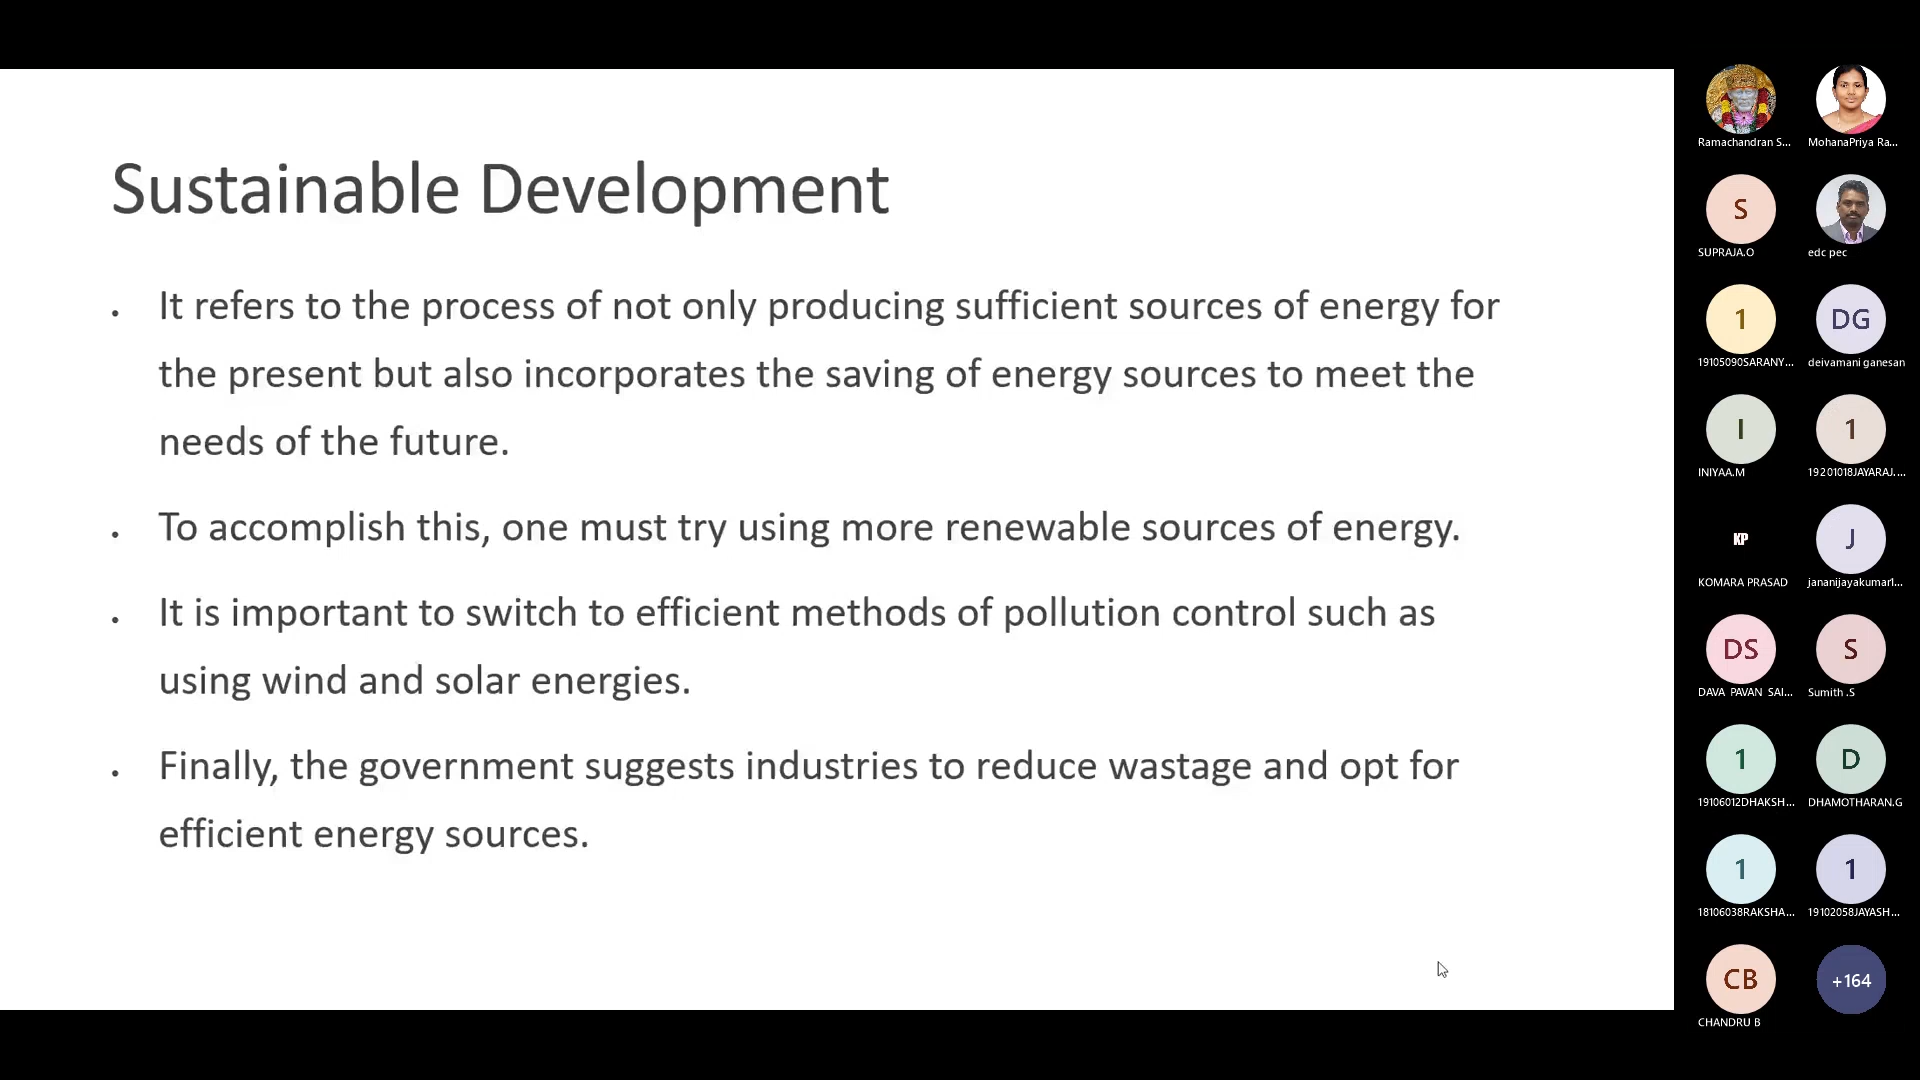 Sustainable Development
• It refers to the process of not only producing sufficient sources of energy for
the present but also incorporates the saving of energy sources to meet the
needs of the future.
• To accomplish this, one must try using more renewable sources of energy.
• It is important to switch to efficient methods of pollution control such as
using wind and solar energies.
• Finally, the government suggests industries to reduce wastage and opt for
efficient energy sources.
Ramachandran S...
MohanaPriya Ra...
S
SUPRAJA.O
edc pec
1
19105090SARANY...
DG
deivamani ganesan
I
INIYAA.M
1
19201018JAYARAJ....
KP
KOMARA PRASAD
J
jananijayakumarl...
DS
DAVA PAVAN SAI...
S
Sumith .S
1
19106012DHAKSH...
D
DHAMOTHARAN.G
1
18106038RAKSHA...
1
19102058JAYASH...
CB
CHANDRU B
+164